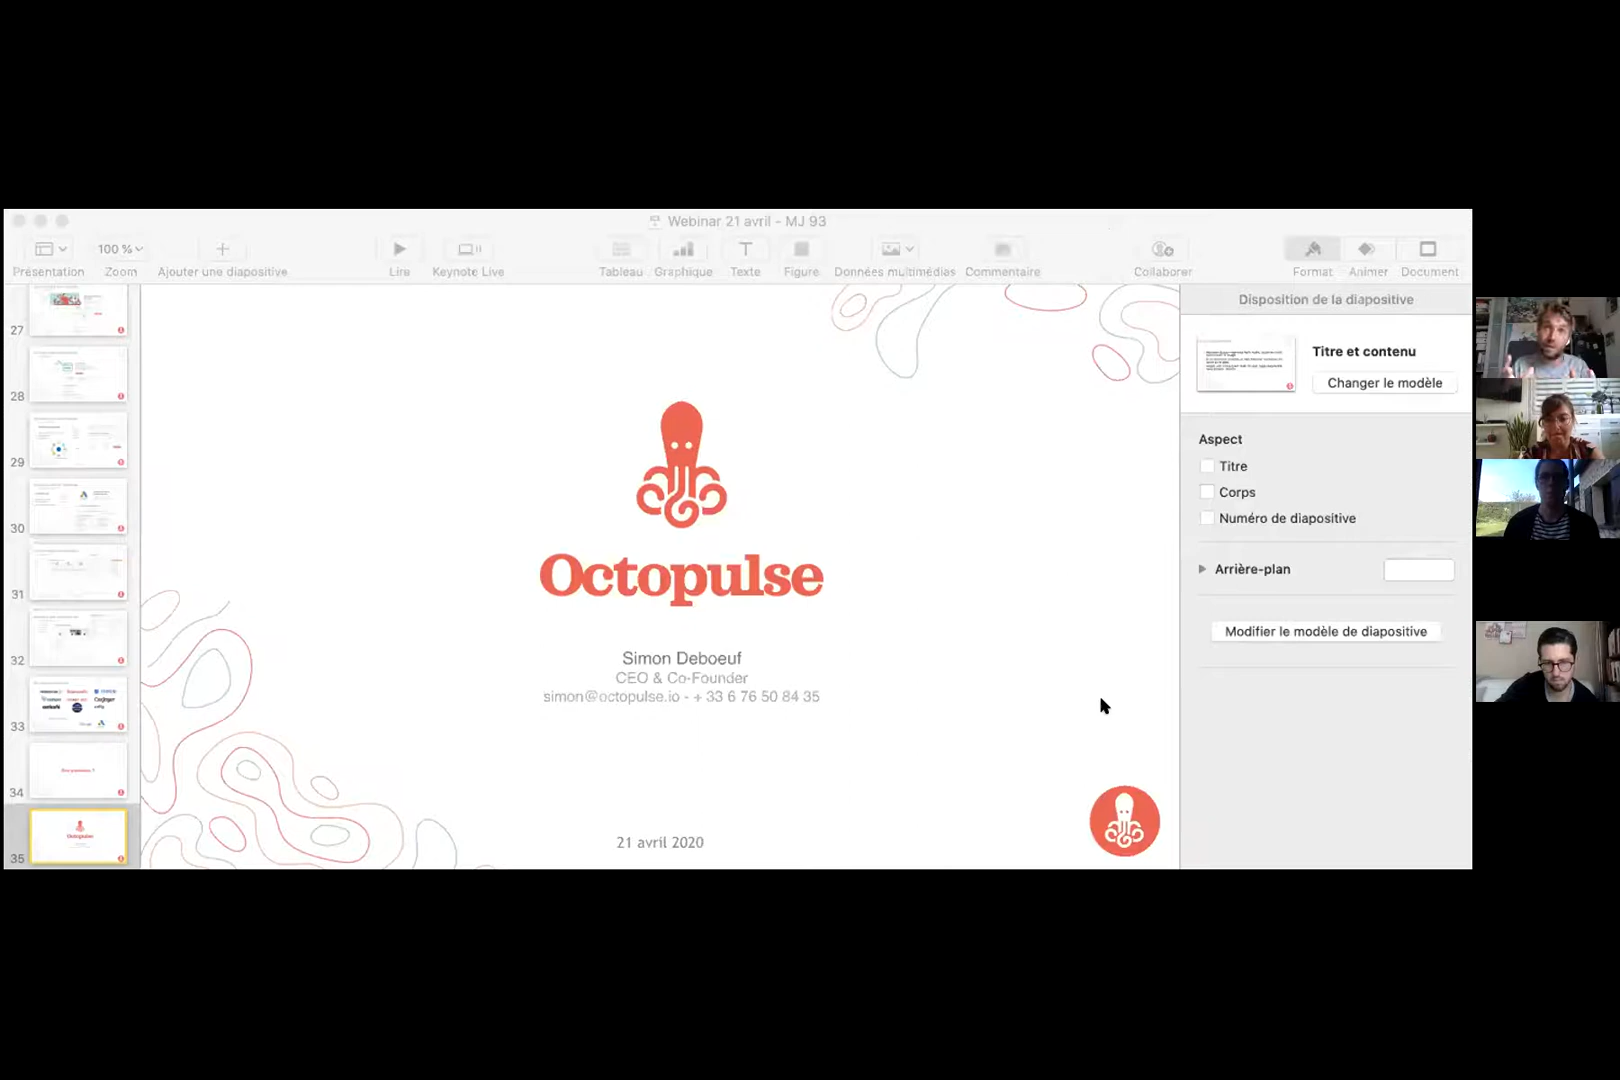 Webinar 21 avril - MJ 93
100 %
Présentation
Zoom
Ajouter une diapositive
Lire
Keynote Live
Tableau
Graphique
Texte
Figure
Données multimédias
Commentaire
Collaborer
Format
Animer
Document
27
28
29
30
31
32
33
34
35
Octopulse
Simon Deboeuf
CEO & Co-Founder
simon@octopulse.io - + 33 6 76 50 84 35
21 avril 2020
Disposition de la diapositive
Titre et contenu
Changer le modèle
Aspect
Titre
Corps
Numéro de diapositive
Arrière-plan
Modifier le modèle de diapositive